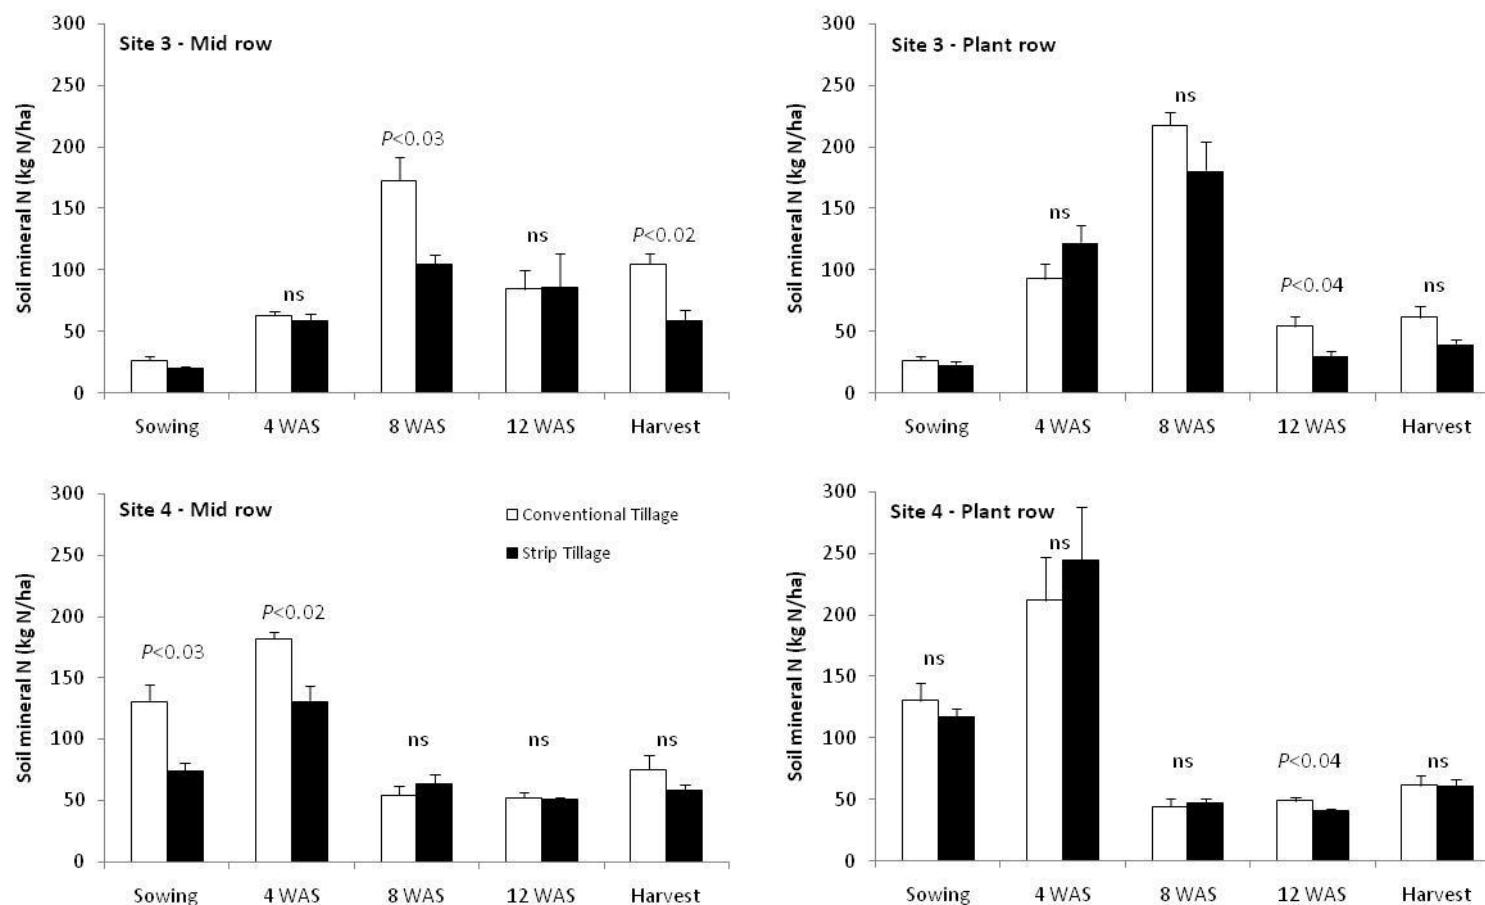 Site 3 - Mid row
Soil mineral N (kg N/ha)
300
250
200
150
100
50
0
ns
P<0.03
ns
P<0.02
Sowing 4 WAS 8 WAS 12 WAS Harvest
Site 3 - Plant row
Soil mineral N (kg N/ha)
300
250
200
150
100
50
0
ns
ns
P<0.04
ns
Sowing 4 WAS 8 WAS 12 WAS Harvest
Site 4 - Mid row
Conventional Tillage
Strip Tillage
Soil mineral N (kg N/ha)
300
250
200
150
100
50
0
P<0.03
P<0.02
ns
ns
ns
Sowing 4 WAS 8 WAS 12 WAS Harvest
Site 4 - Plant row
Soil mineral N (kg N/ha)
300
250
200
150
100
50
0
ns
ns
ns
P<0.04
ns
Sowing 4 WAS 8 WAS 12 WAS Harvest